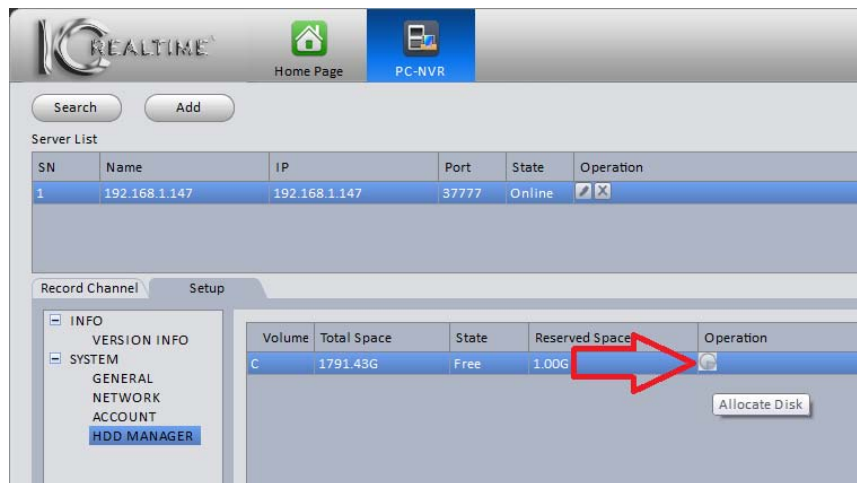 IC REALTIME
Home Page PC-NVR
Search Add
Server List
SN Name IP Port State Operation
1 192.168.1.147 192.168.1.147 37777 Online
Record Channel Setup
INFO
VERSION INFO
SYSTEM
GENERAL
NETWORK
ACCOUNT
HDD MANAGER
Volume Total Space State Reserved Space Operation
C 1791.43G Free 1.00G
Allocate Disk